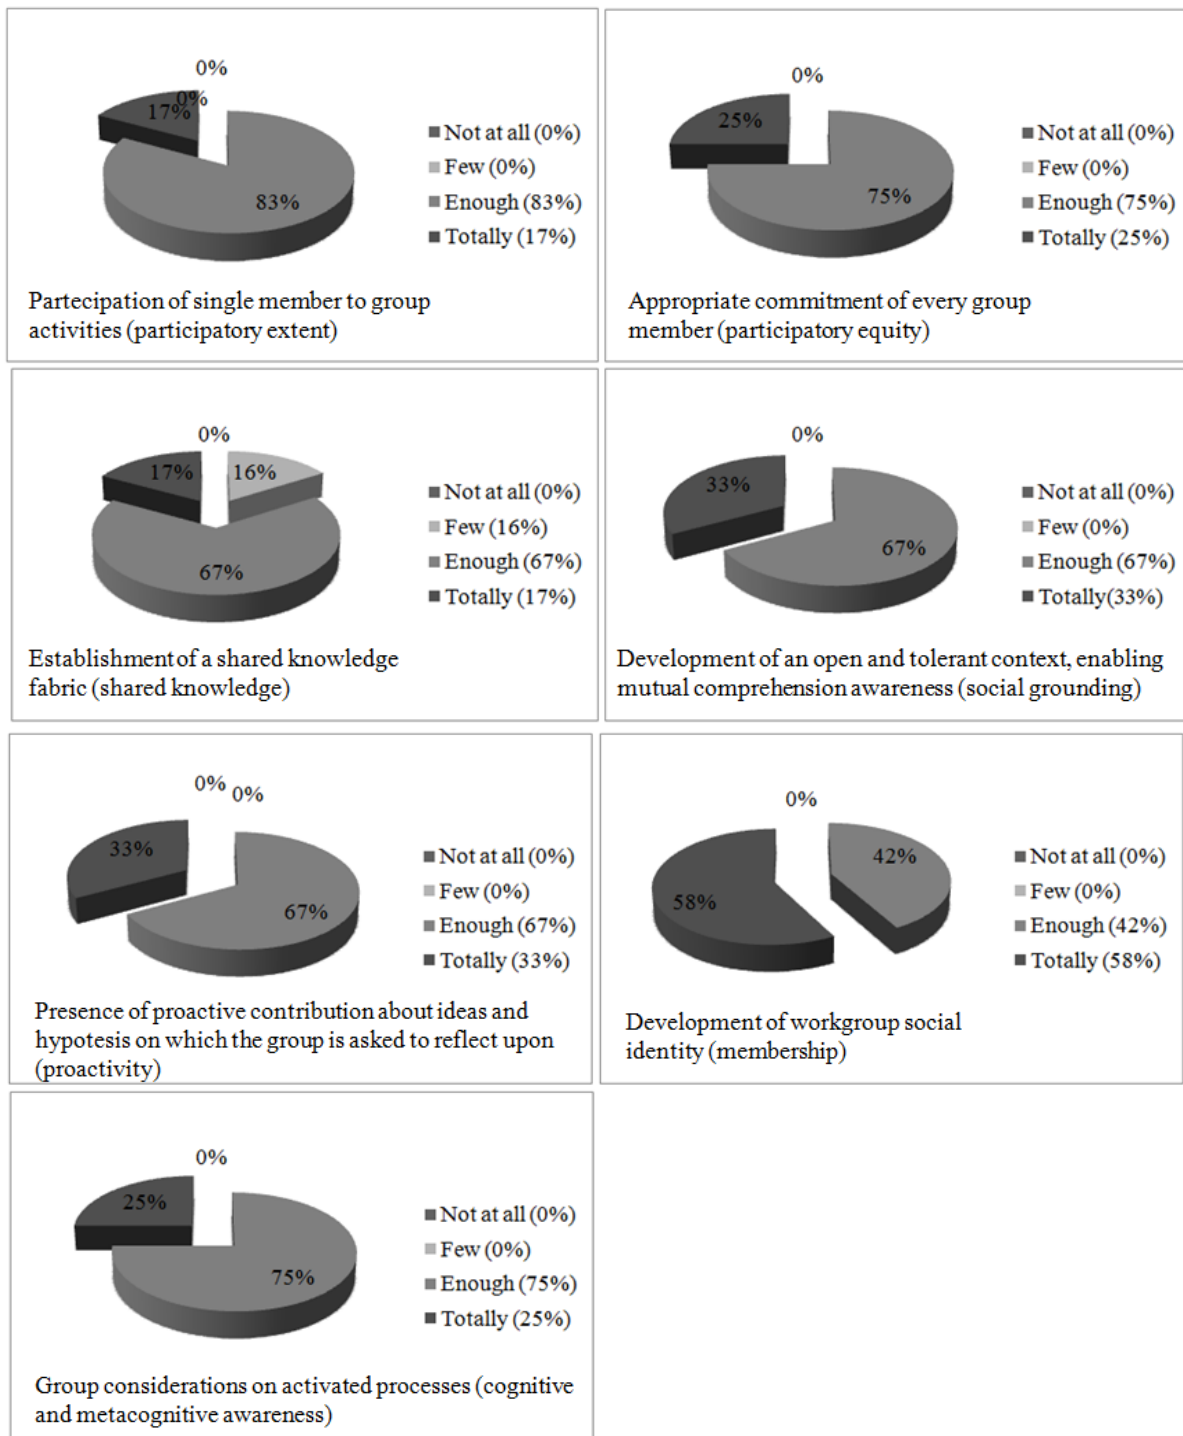 0%
0%
17%
83%
Not at all (0%)
Few (0%)
Enough (83%)
Totally (17%)
Partecipation of single member to group
activities (participatory extent)
0%
25%
75%
Not at all (0%)
Few (0%)
Enough (75%)
Totally (25%)
Appropriate commitment of every group
member (participatory equity)
0%
17%
16%
67%
Not at all (0%)
Few (16%)
Enough (67%)
Totally (17%)
Establishment of a shared knowledge
fabric (shared knowledge)
0%
33%
67%
Not at all (0%)
Few (0%)
Enough (67%)
Totally(33%)
Development of an open and tolerant context, enabling
mutual comprehension awareness (social grounding)
0%
0%
33%
67%
Not at all (0%)
Few (0%)
Enough (67%)
Totally (33%)
Presence of proactive contribution about ideas and
hypotesis on which the group is asked to reflect upon
(proactivity)
0%
42%
58%
Not at all (0%)
Few (0%)
Enough (42%)
Totally (58%)
Development of workgroup social
identity (membership)
0%
25%
75%
Not at all (0%)
Few (0%)
Enough (75%)
Totally (25%)
Group considerations on activated processes (cognitive
and metacognitive awareness)